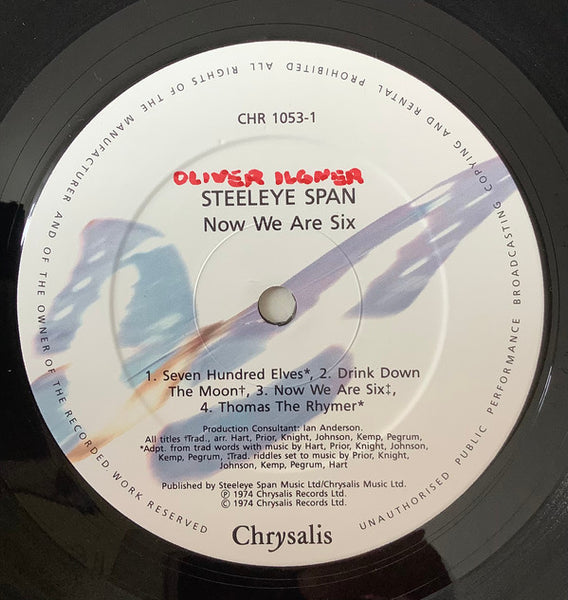 CHR 1053-1
OLIVER ILGNER
STEELEYE SPAN
Now We Are Six
1. Seven Hundred Elves*, 2. Drink Down
The Moon†, 3. Now We Are Six‡,
4. Thomas The Rhymer*
Production Consultant: Ian Anderson.
All titles †Trad., arr. Hart, Prior, Knight, Johnson, Kemp, Pegrum,
*Adpt. from trad words with music by Hart, Prior, Knight, Johnson,
Kemp, Pegrum, ‡Trad. riddles set to music by Prior, Knight,
Johnson, Kemp, Pegrum, Hart
Published by Steeleye Span Music Ltd/Chrysalis Music Ltd.
Ⓟ 1974 Chrysalis Records Ltd.
© 1974 Chrysalis Records Ltd.
Chrysalis
ALL RIGHTS OF THE MANUFACTURER AND OF THE OWNER OF THE RECORDED WORK RESERVED
UNAUTHORISED PUBLIC PERFORMANCE BROADCASTING COPYING AND RENTAL PROHIBITED